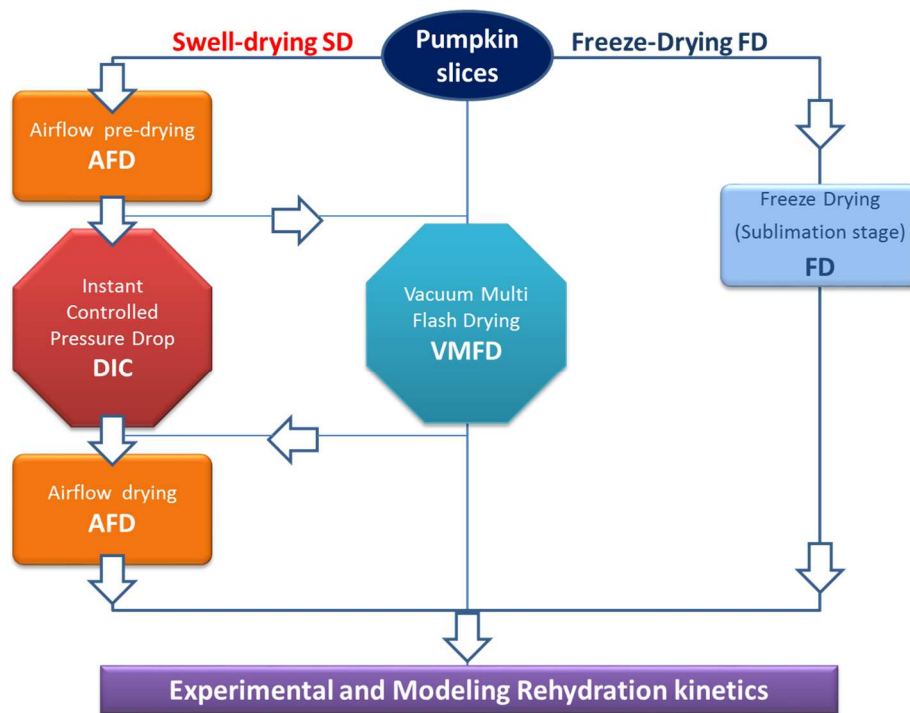 Swell-drying SD
Pumpkin
slices
Freeze-Drying FD
Airflow pre-drying
AFD
Freeze Drying
(Sublimation stage)
FD
Instant
Controlled
Pressure Drop
DIC
Vacuum Multi
Flash Drying
VMFD
Airflow drying
AFD
Experimental and Modeling Rehydration kinetics